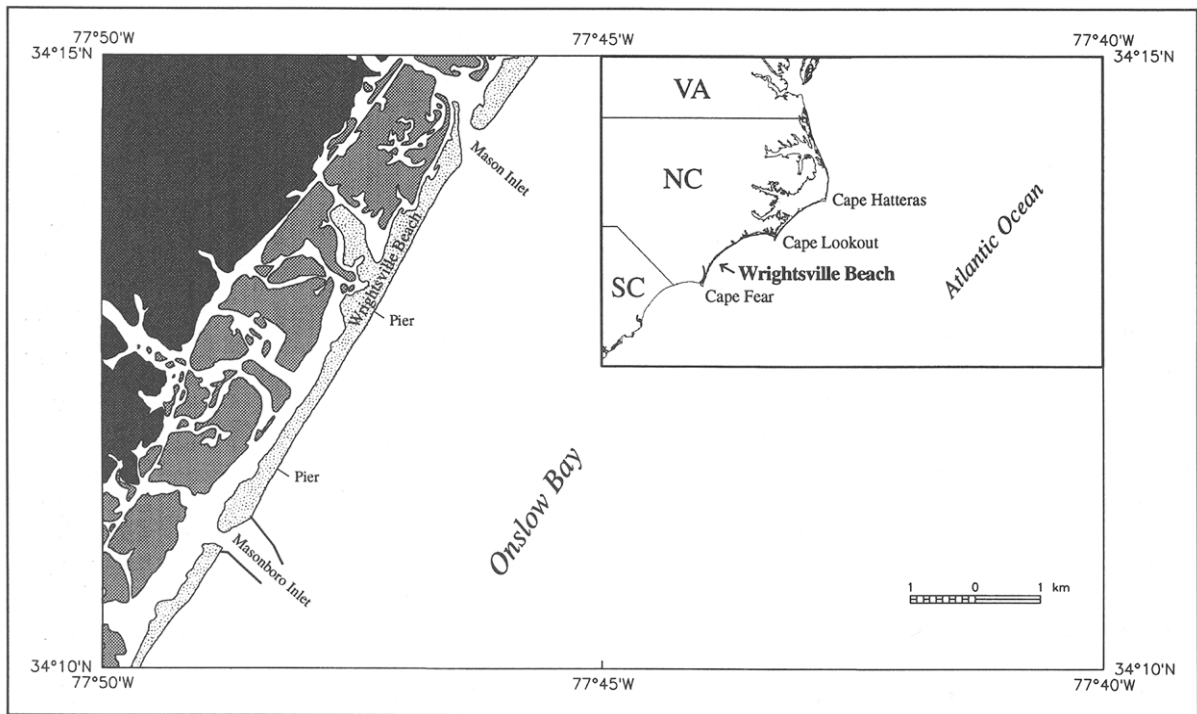 77°50'W 77°45'W 77°40'W
34°15'N 34°15'N
VA
NC
Mason Inlet
Cape Hatteras
Atlantic Ocean
Cape Lookout
Wrightsville Beach
Wrightsville Beach
SC
Cape Fear
Pier
Onslow Bay
Pier
Masonboro Inlet
1 0 1 km
34°10'N 34°10'N
77°50'W 77°45'W 77°40'W